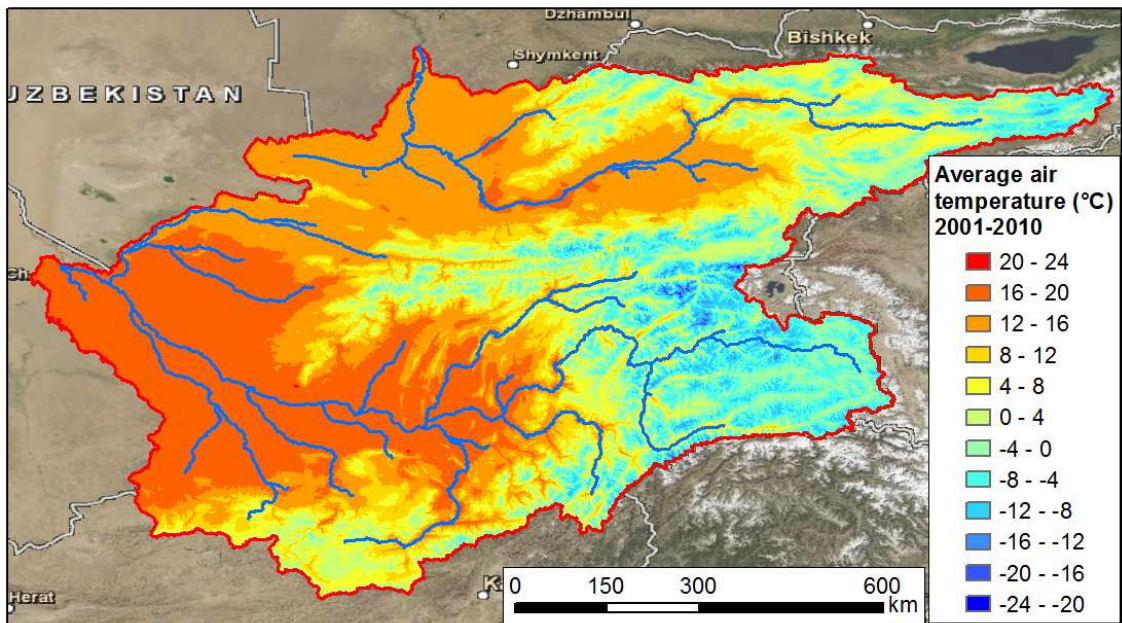 Dzhambul
Bishkek
Shymkent
UZBEKISTAN
Ch
Herat
Ka
Average air
temperature (°C)
2001-2010
20 - 24
16 - 20
12 - 16
8 - 12
4 - 8
0 - 4
-4 - 0
-8 - -4
-12 - -8
-16 - -12
-20 - -16
-24 - -20
0 150 300 600
km